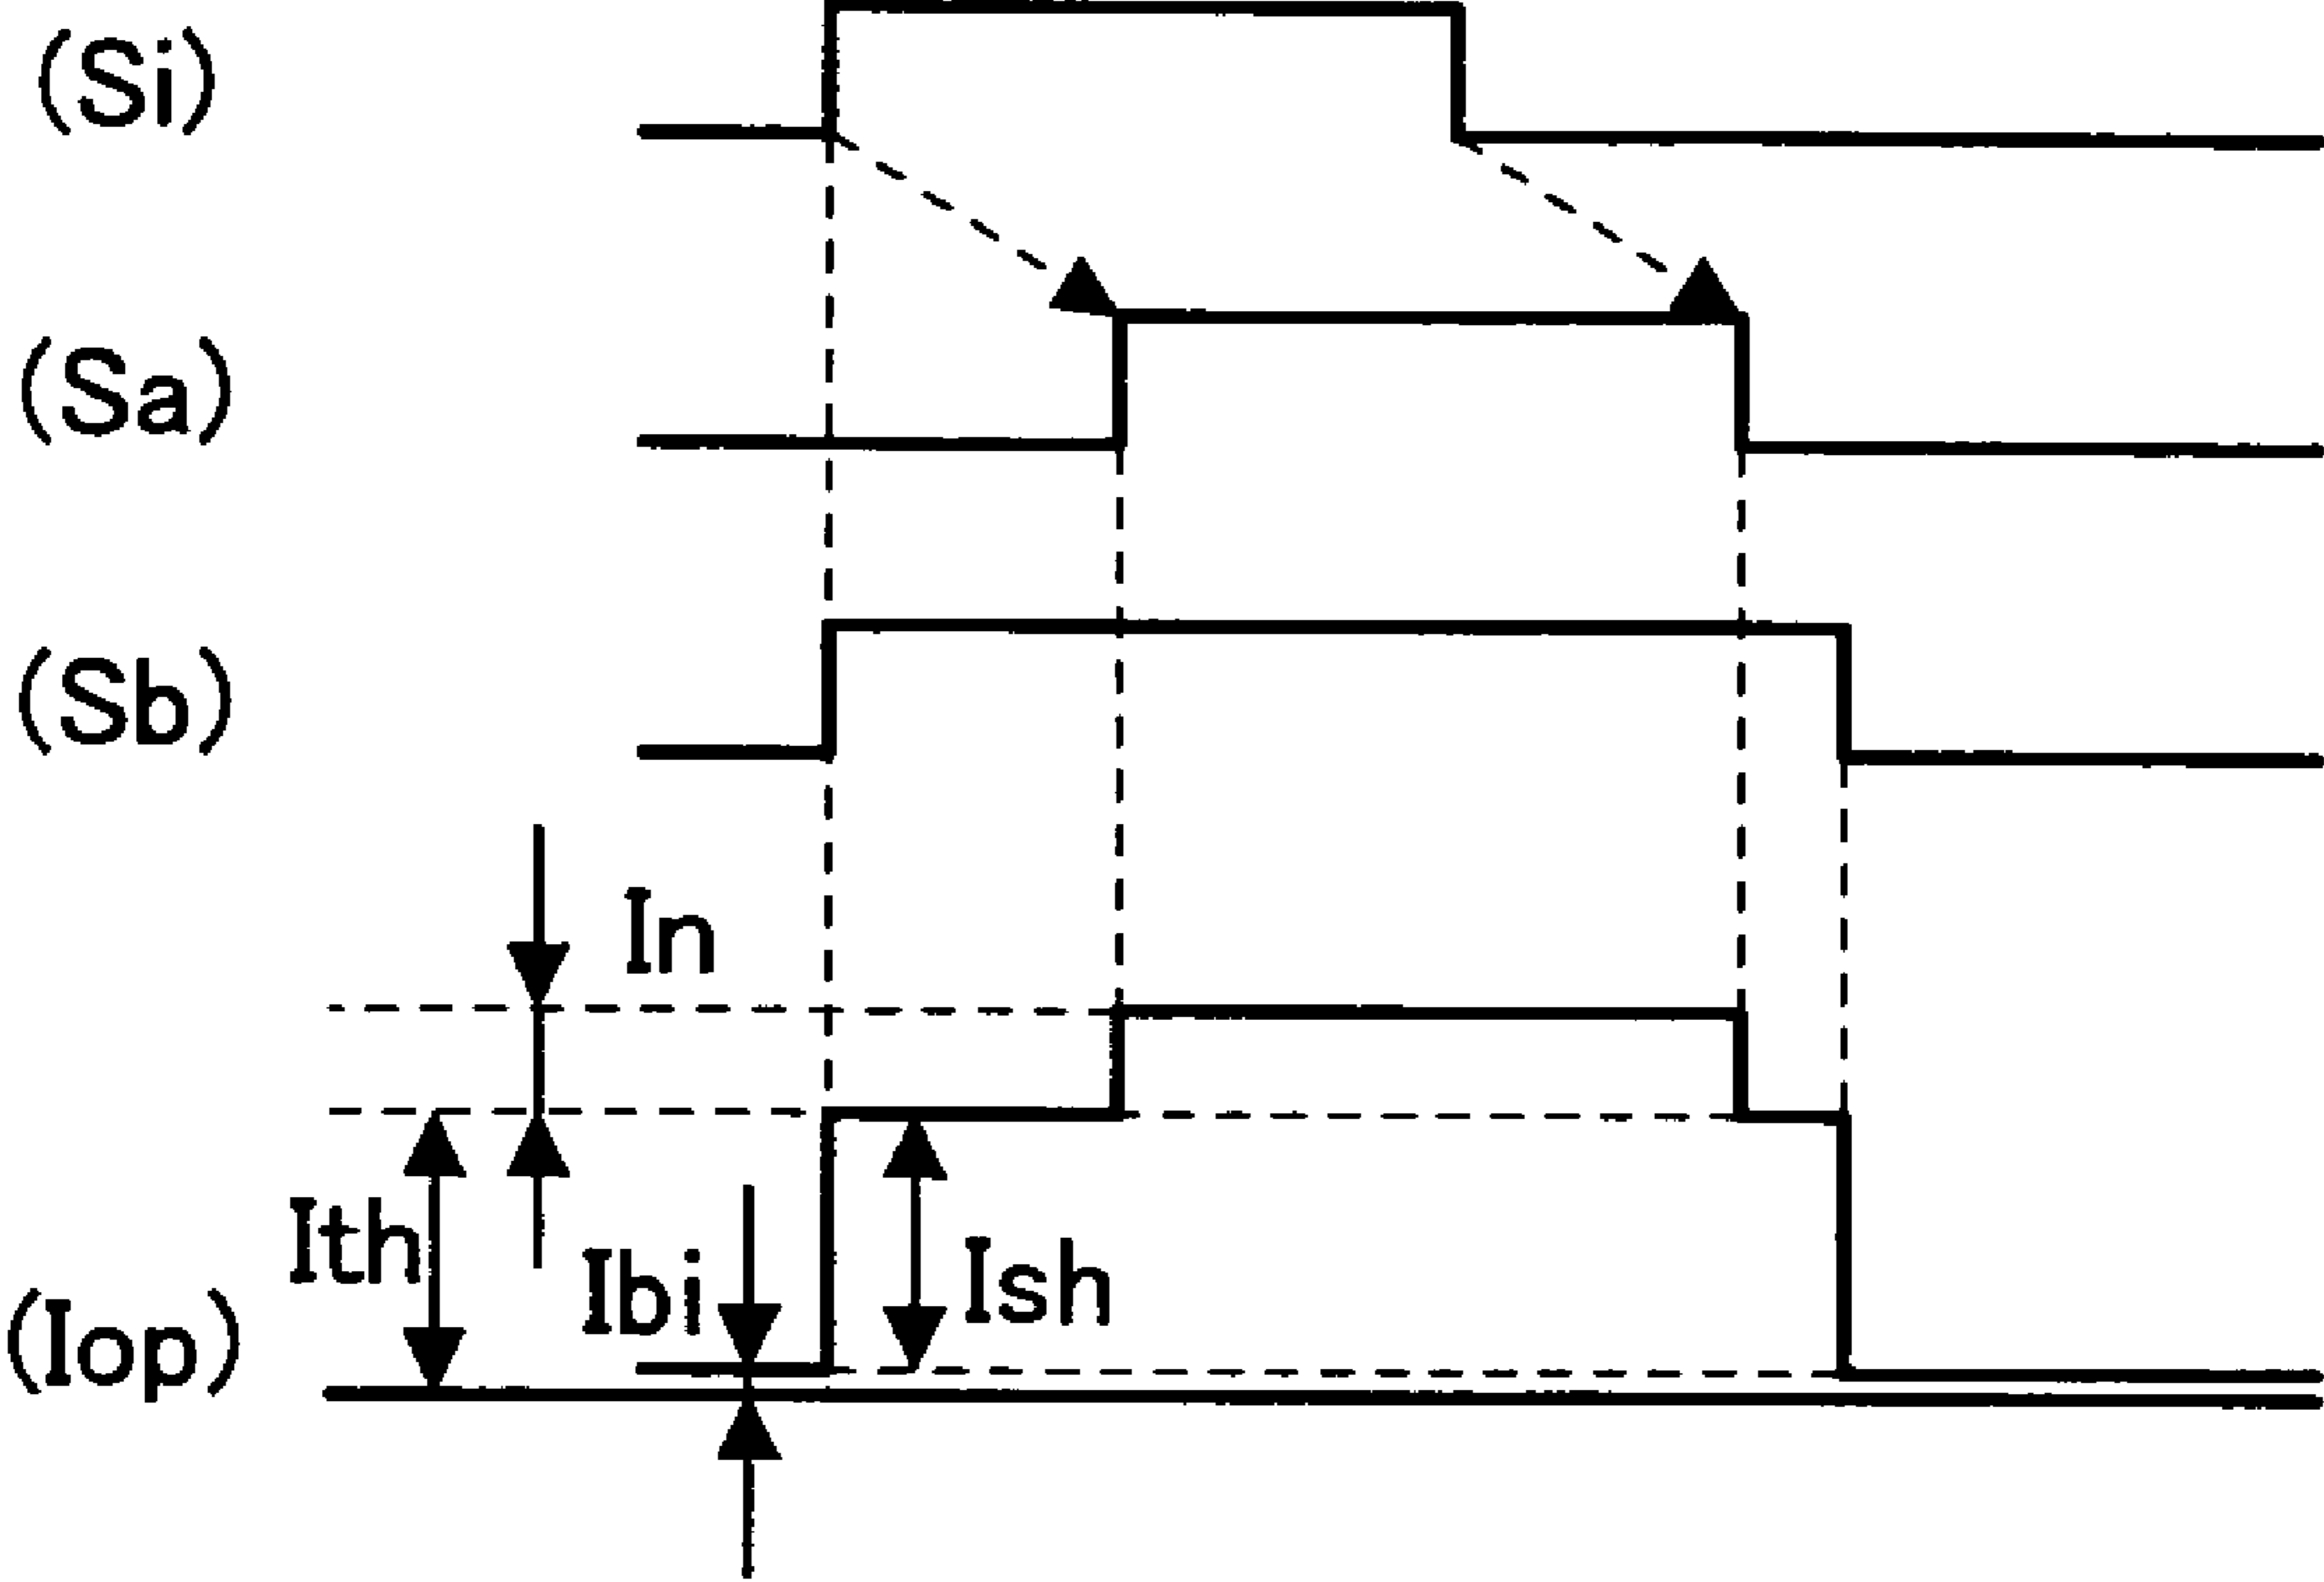 (Si)
(Sa)
(Sb)
In
Ith
Ibi
Ish
(Iop)